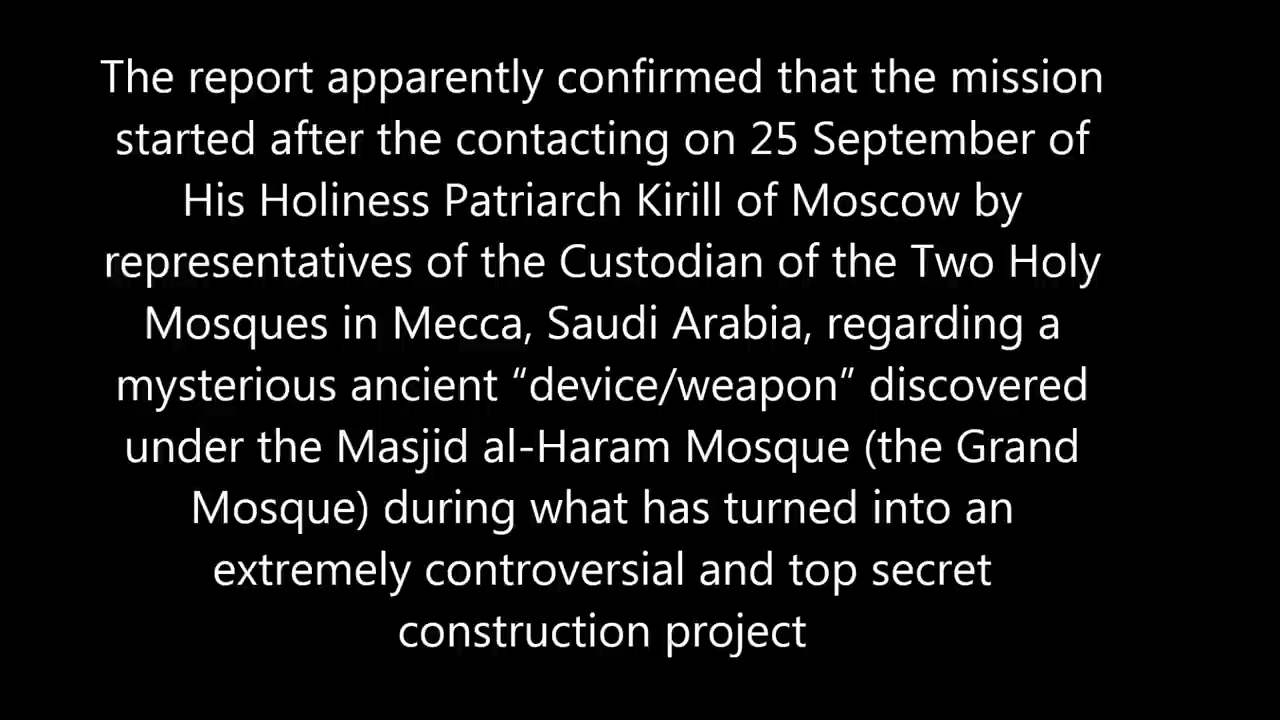 The report apparently confirmed that the mission
started after the contacting on 25 September of
His Holiness Patriarch Kirill of Moscow by
representatives of the Custodian of the Two Holy
Mosques in Mecca, Saudi Arabia, regarding a
mysterious ancient “device/weapon” discovered
under the Masjid al-Haram Mosque (the Grand
Mosque) during what has turned into an
extremely controversial and top secret
construction project